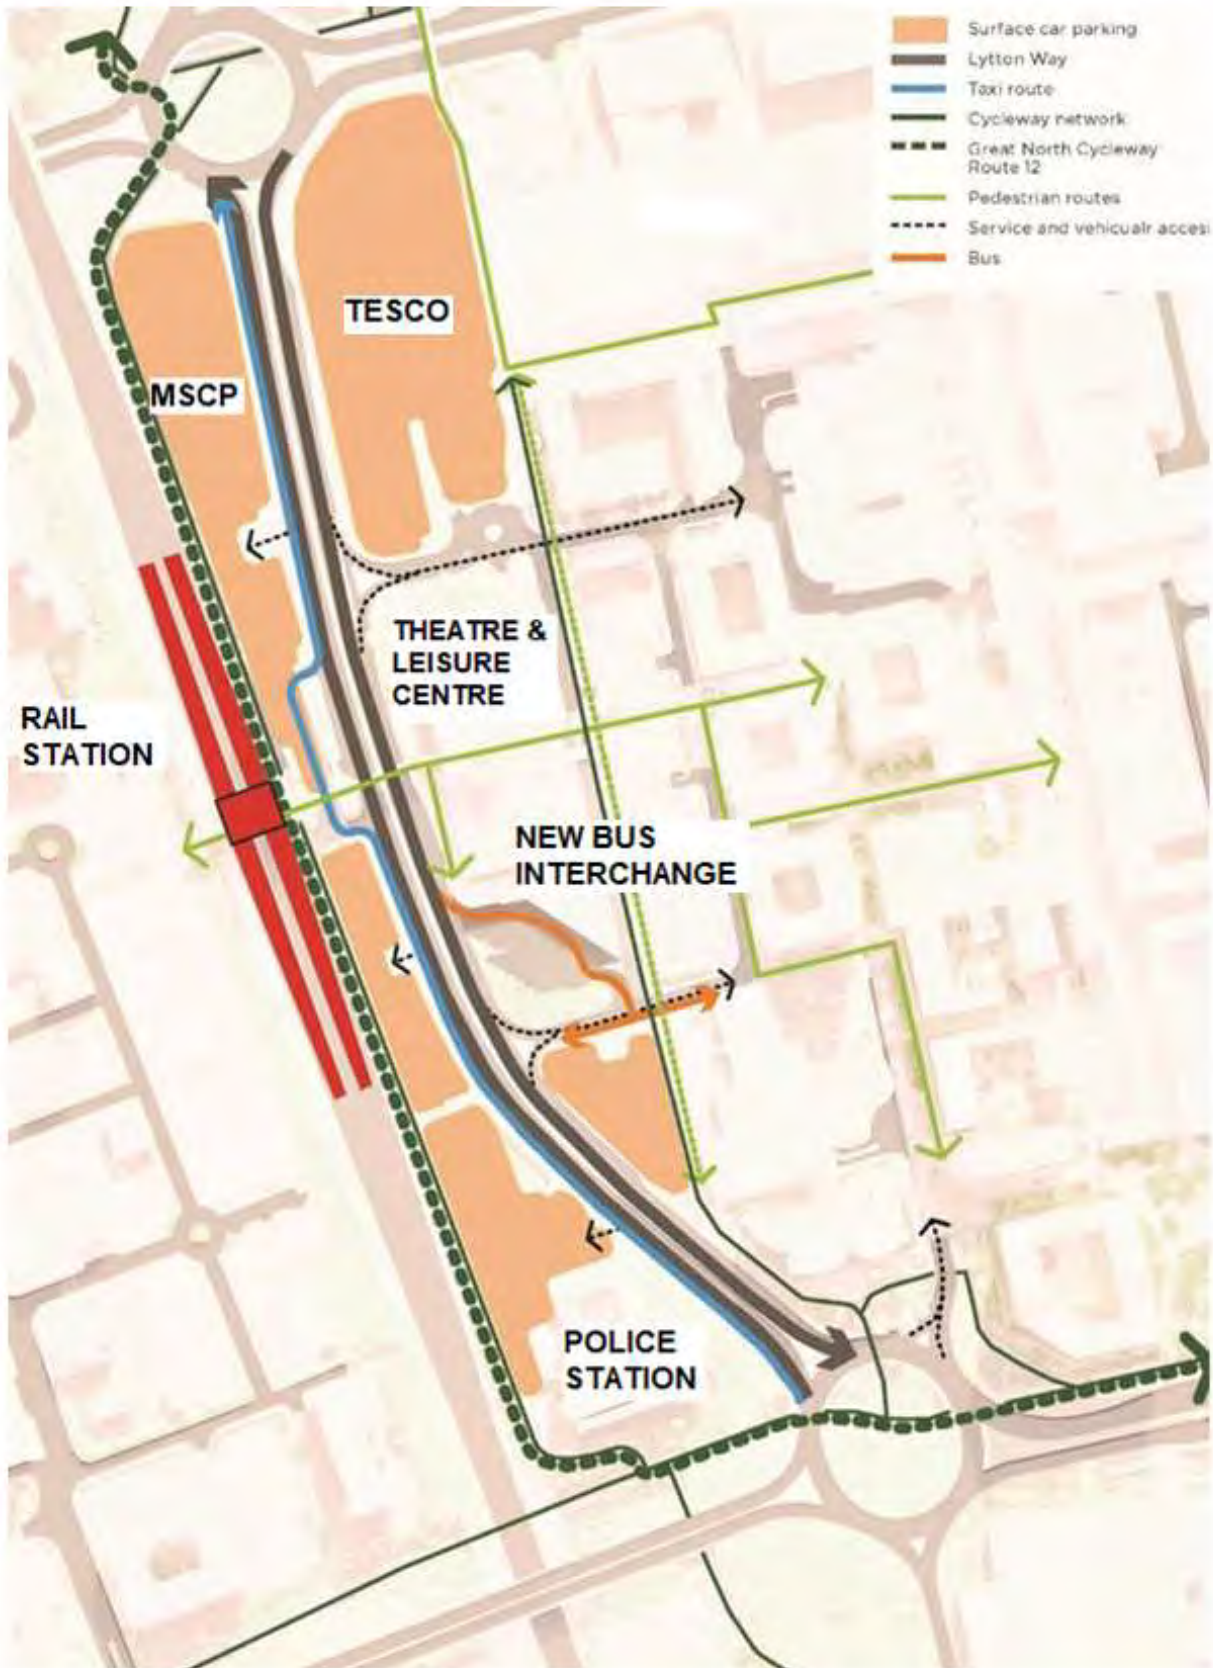 Surface car parking
Lytton Way
Taxi route
Cycleway network
Great North Cycleway
Route 12
Pedestrian routes
Service and vehicualr acces
Bus
TESCO
MSCP
THEATRE &
LEISURE
CENTRE
RAIL
STATION
NEW BUS
INTERCHANGE
POLICE
STATION